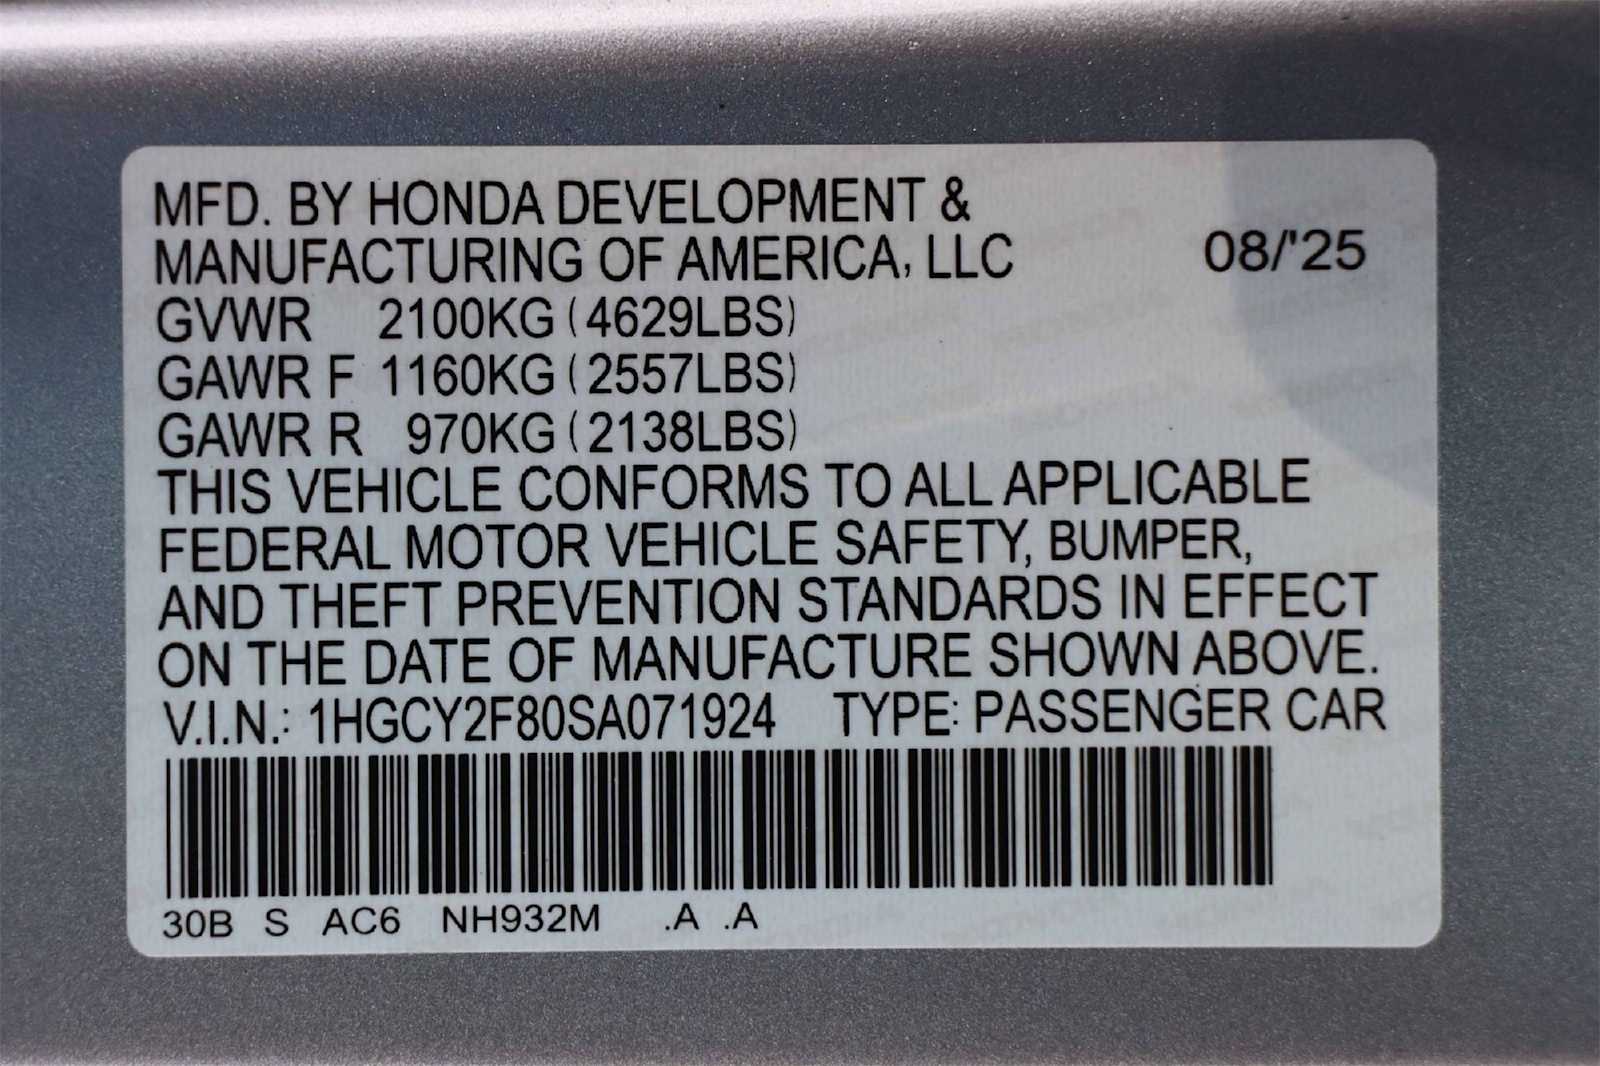 MFD. BY HONDA DEVELOPMENT &
MANUFACTURING OF AMERICA, LLC 08/'25
GVWR 2100KG (4629LBS)
GAWR F 1160KG (2557LBS)
GAWR R 970KG (2138LBS)
THIS VEHICLE CONFORMS TO ALL APPLICABLE
FEDERAL MOTOR VEHICLE SAFETY, BUMPER,
AND THEFT PREVENTION STANDARDS IN EFFECT
ON THE DATE OF MANUFACTURE SHOWN ABOVE.
V.I.N.: 1HGCY2F80SA071924 TYPE: PASSENGER CAR
30B S AC6 NH932M .A .A